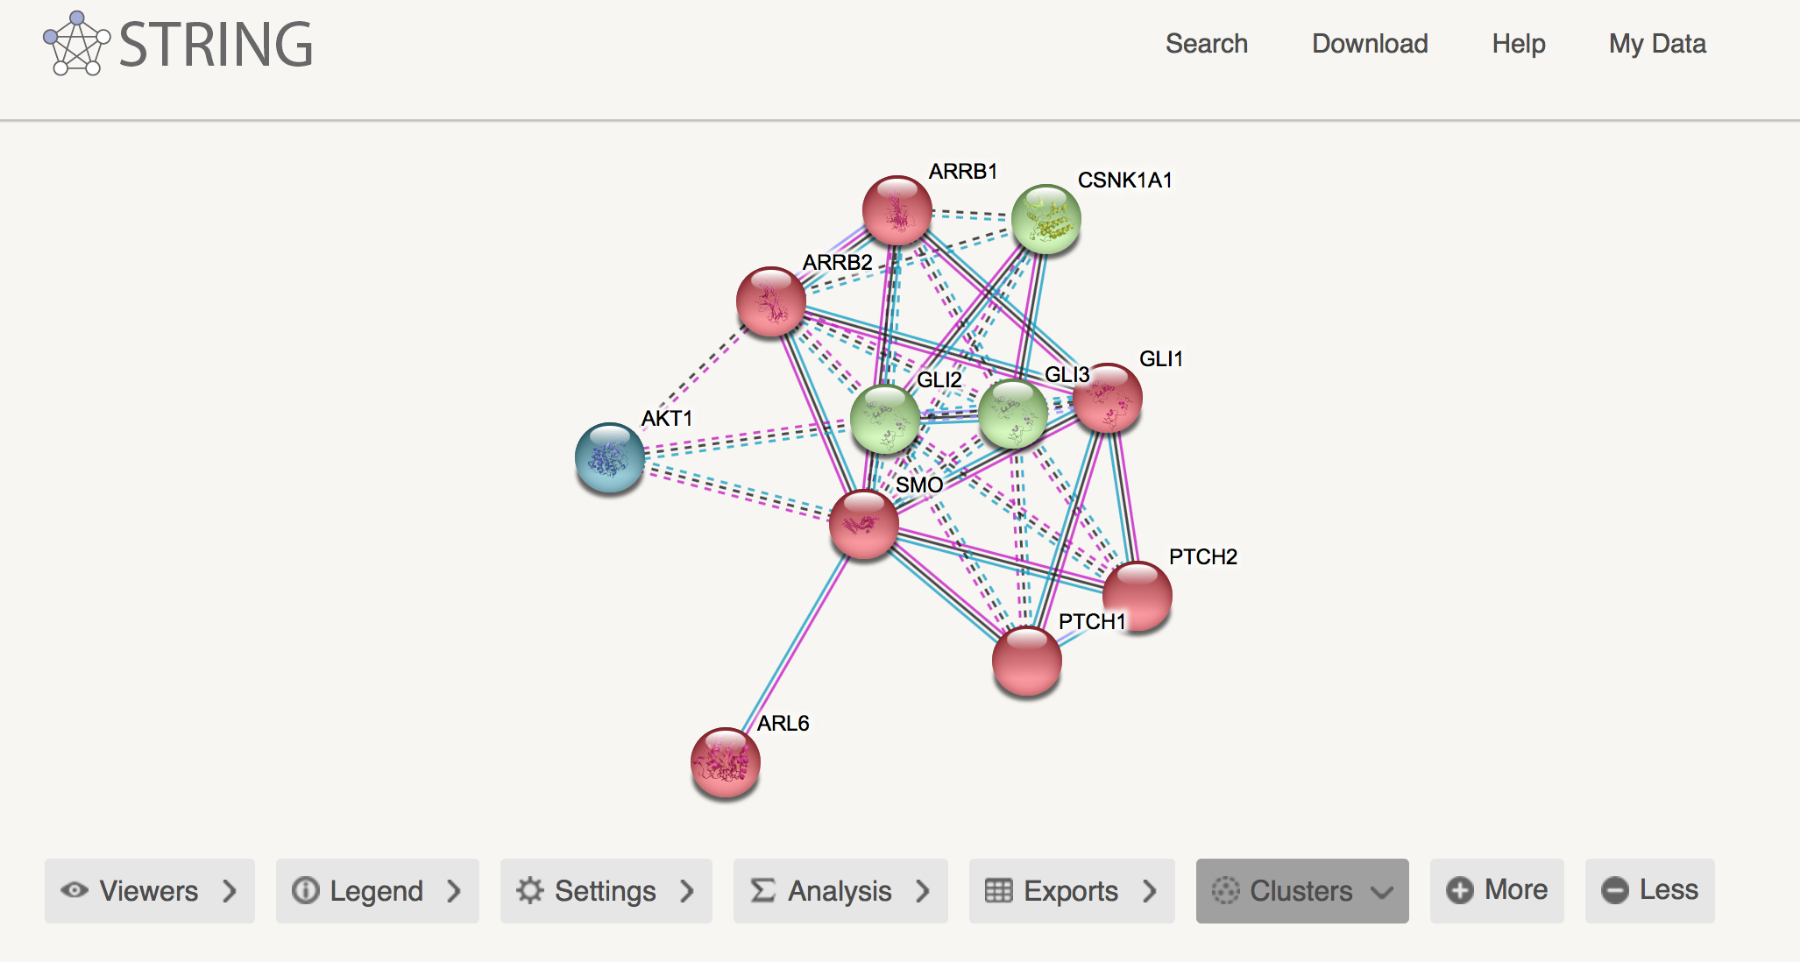 STRING
Search Download Help My Data
ARRB1
CSNK1A1
ARRB2
GLI1
GLI3
GLI2
AKT1
SMO
PTCH2
PTCH1
ARL6
Viewers Legend Settings Analysis Exports Clusters More Less